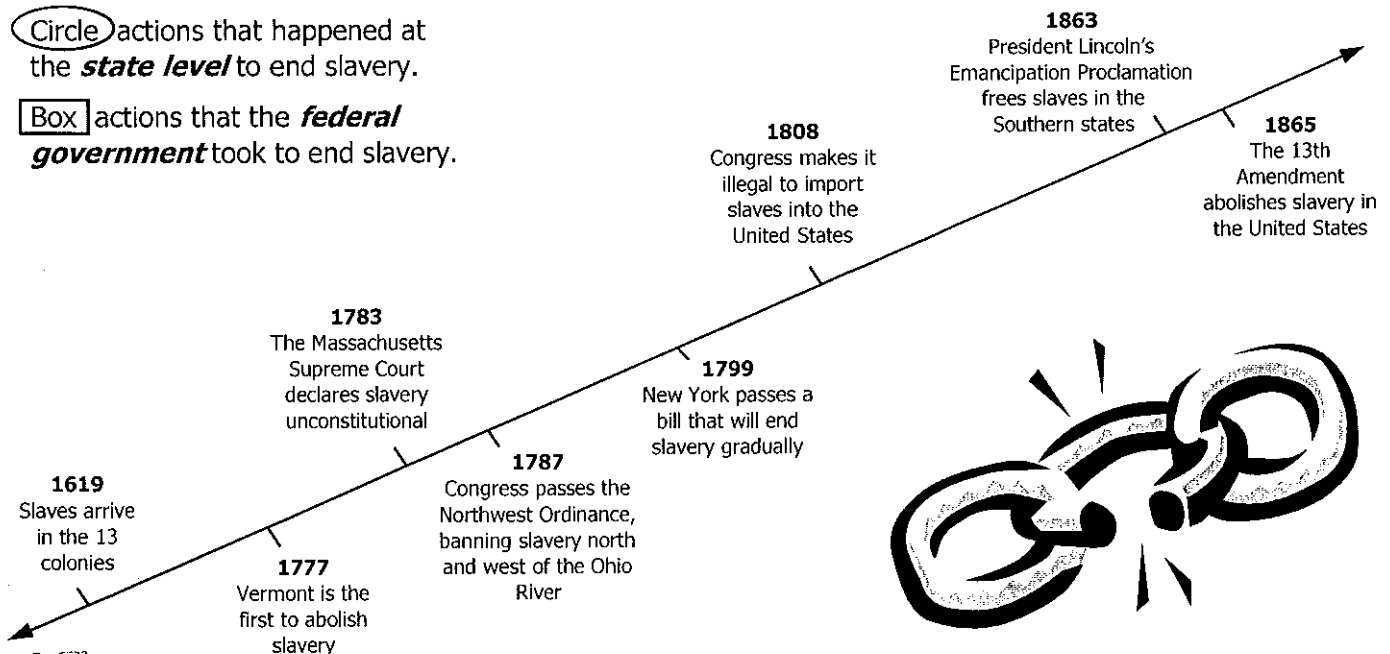 Circle actions that happened at
the state level to end slavery.
Box actions that the federal
government took to end slavery.
1619
Slaves arrive
in the 13
colonies
1777
Vermont is the
first to abolish
slavery
1783
The Massachusetts
Supreme Court
declares slavery
unconstitutional
1787
Congress passes the
Northwest Ordinance,
banning slavery north
and west of the Ohio
River
1799
New York passes a
bill that will end
slavery gradually
1808
Congress makes it
illegal to import
slaves into the
United States
1863
President Lincoln's
Emancipation Proclamation
frees slaves in the
Southern states
1865
The 13th
Amendment
abolishes slavery in
the United States